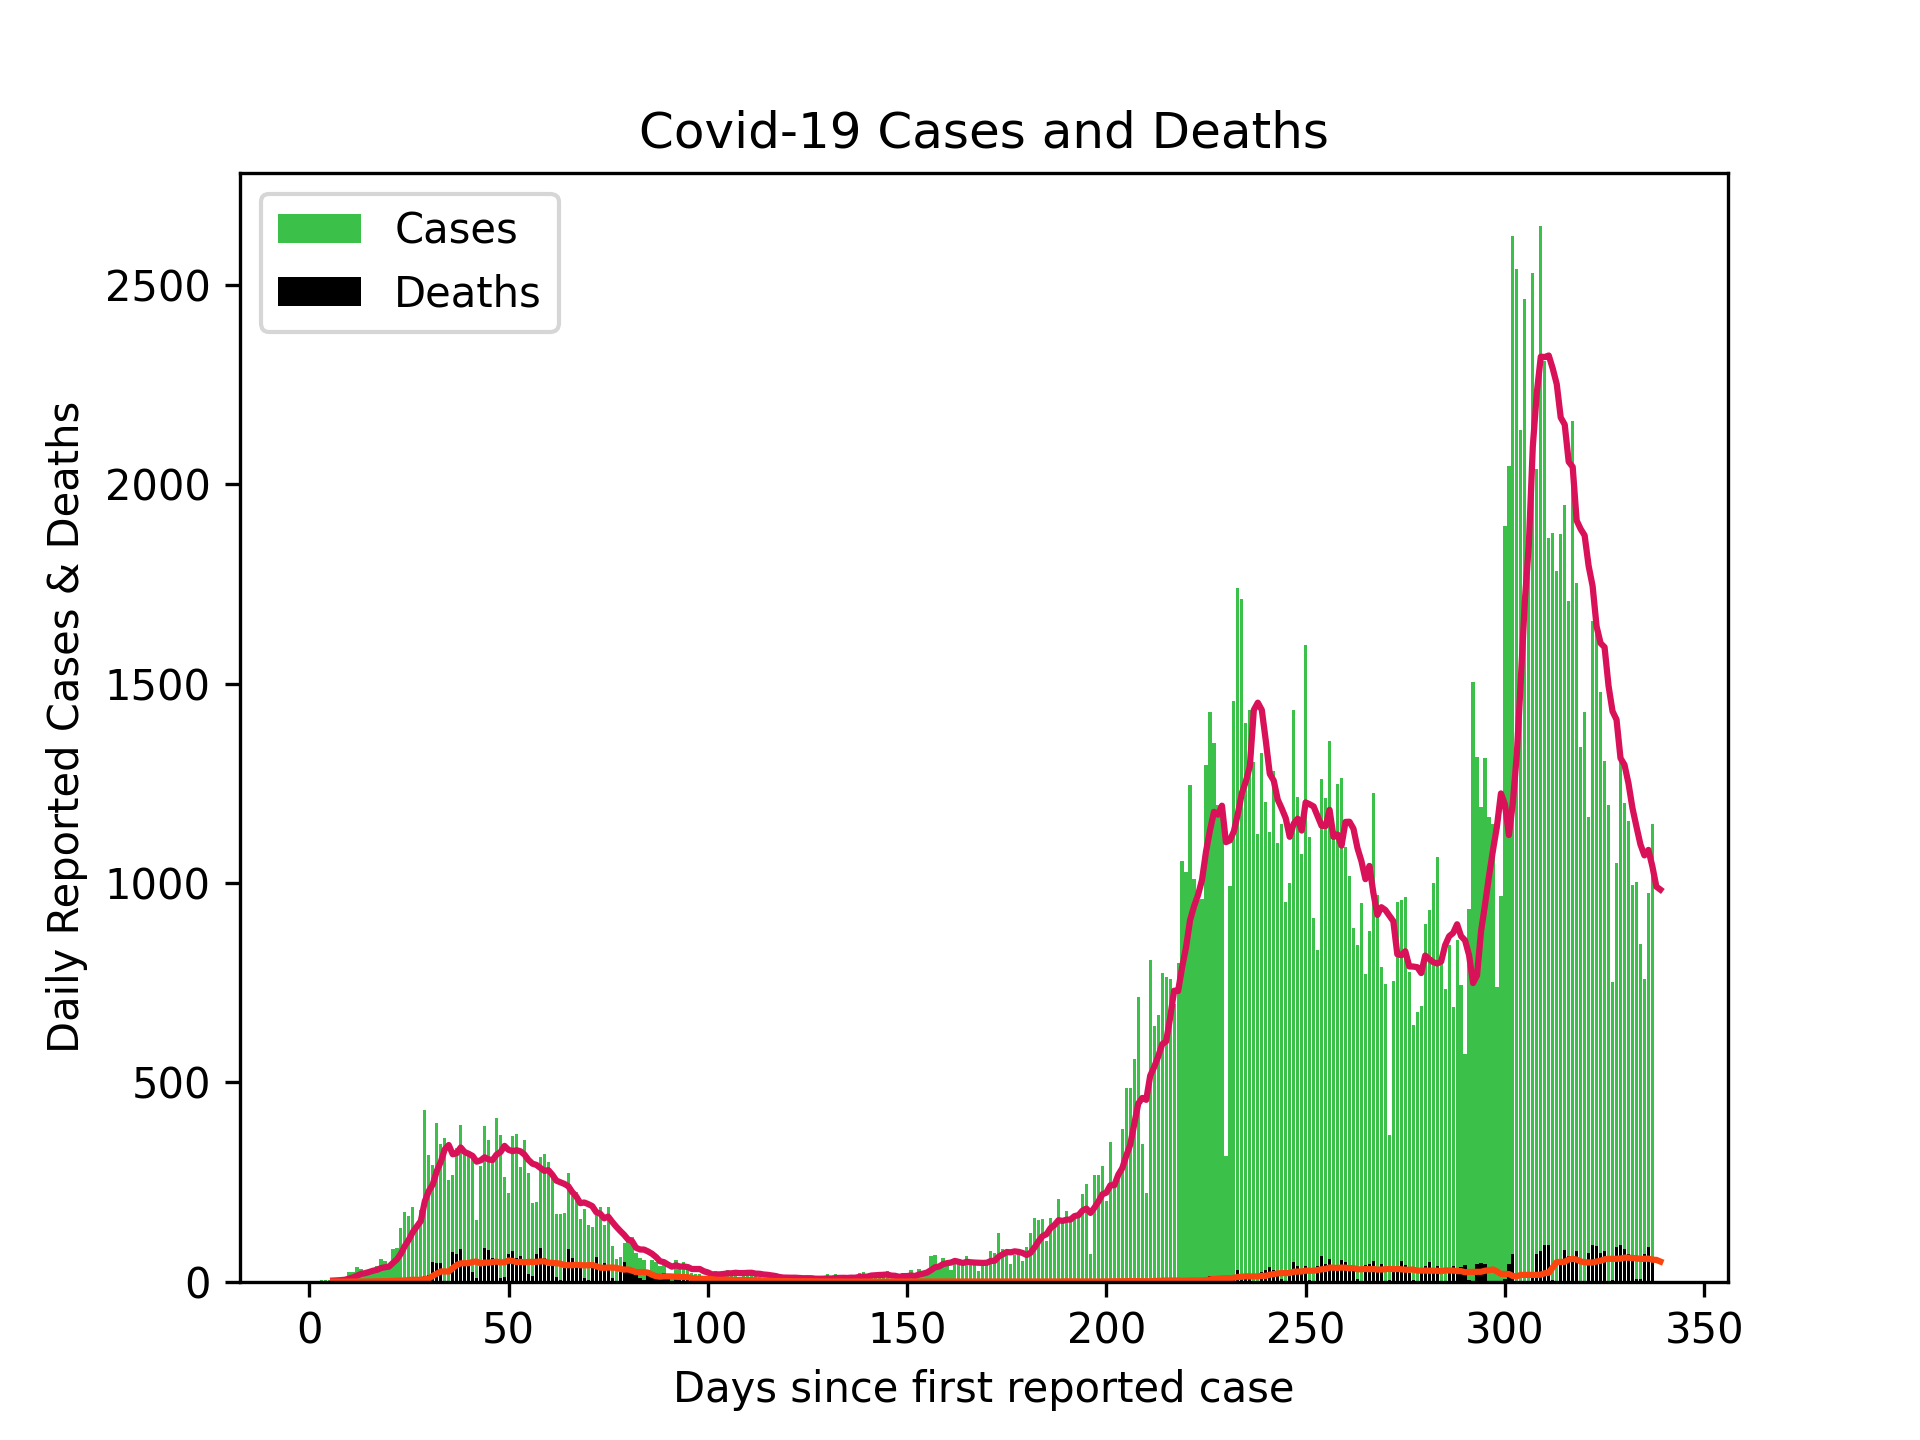 Covid-19 Cases and Deaths
Cases
Deaths
Daily Reported Cases & Deaths
2500
2000
1500
1000
500
0
0 50 100 150 200 250 300 350
Days since first reported case